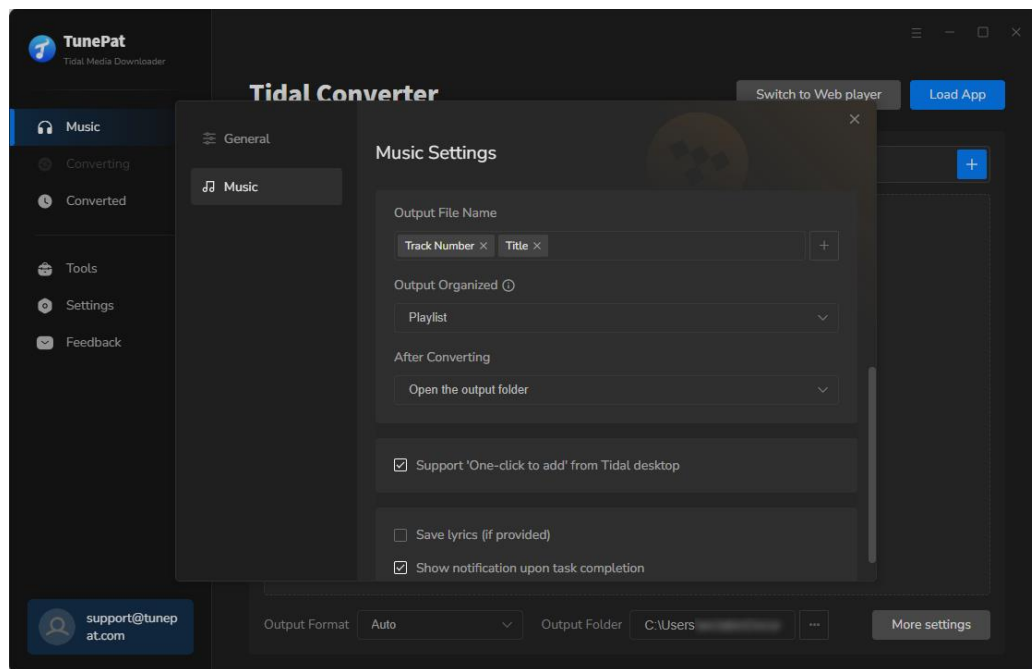 TunePat
Tidal Media Downloader
Tidal Converter
Switch to Web player
Load App
Music
Converting
Converted
Tools
Settings
Feedback
support@tunep
at.com
General
Music
Music Settings
Output File Name
Track Number
Title
Output Organized
Playlist
After Converting
Open the output folder
Support 'One-click to add' from Tidal desktop
Save lyrics (if provided)
Show notification upon task completion
Output Format
Auto
Output Folder
C:\Users
More settings